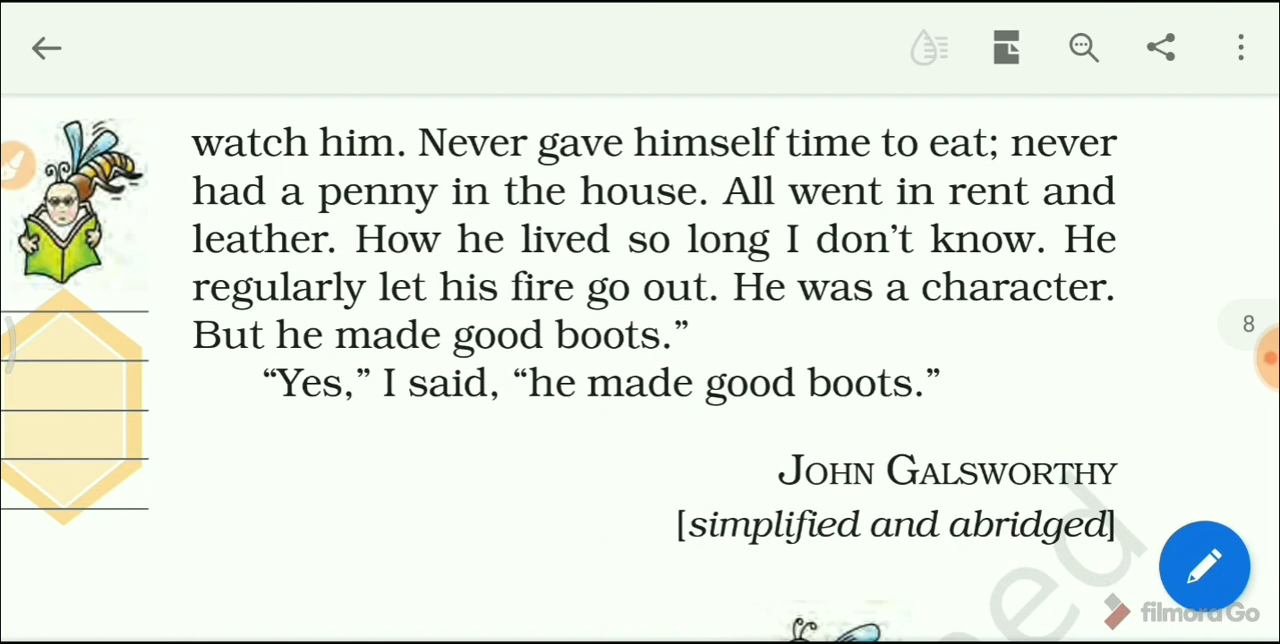 watch him. Never gave himself time to eat; never
had a penny in the house. All went in rent and
leather. How he lived so long I don’t know. He
regularly let his fire go out. He was a character.
But he made good boots.”
“Yes,” I said, “he made good boots.”
8
JOHN GALSWORTHY
[simplified and abridged]
filmoraGo